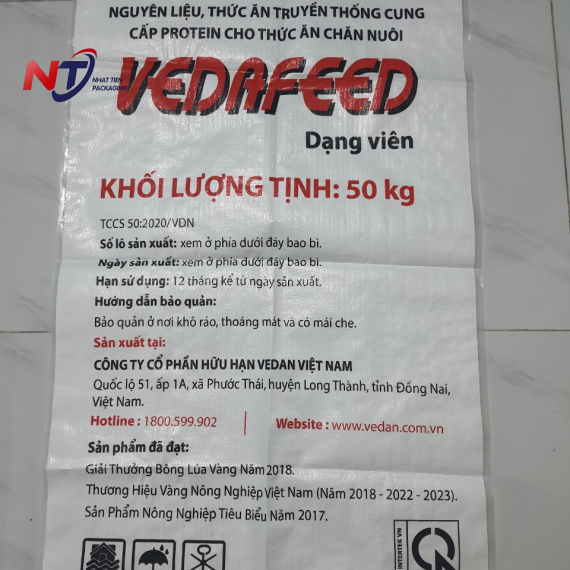 NGUYÊN LIỆU, THỨC ĂN TRUYỀN THỐNG CUNG
CẤP PROTEIN CHO THỨC ĂN CHĂN NUÔI
NT
NHAT TIEN
PACKAGING
VEDAFEED
Dạng viên
KHỐI LƯỢNG TỊNH: 50 kg
TCCS 50:2020/VDN
Số lô sản xuất: xem ở phía dưới đáy bao bì.
Ngày sản xuất: xem ở phía dưới đáy bao bì.
Hạn sử dụng: 12 tháng kể từ ngày sản xuất.
Hướng dẫn bảo quản:
Bảo quản ở nơi khô ráo, thoáng mát và có mái che.
Sản xuất tại:
CÔNG TY CỔ PHẦN HỮU HẠN VEDAN VIỆT NAM
Quốc lộ 51, ấp 1A, xã Phước Thái, huyện Long Thành, tỉnh Đồng Nai,
Việt Nam.
Hotline : 1800.599.902 Website : www.vedan.com.vn
Sản phẩm đã đạt:
Giải Thưởng Bông Lúa Vàng Năm 2018.
Thương Hiệu Vàng Nông Nghiệp Việt Nam (Năm 2018 - 2022 - 2023).
Sản Phẩm Nông Nghiệp Tiêu Biểu Năm 2017.
INTERTEK VN